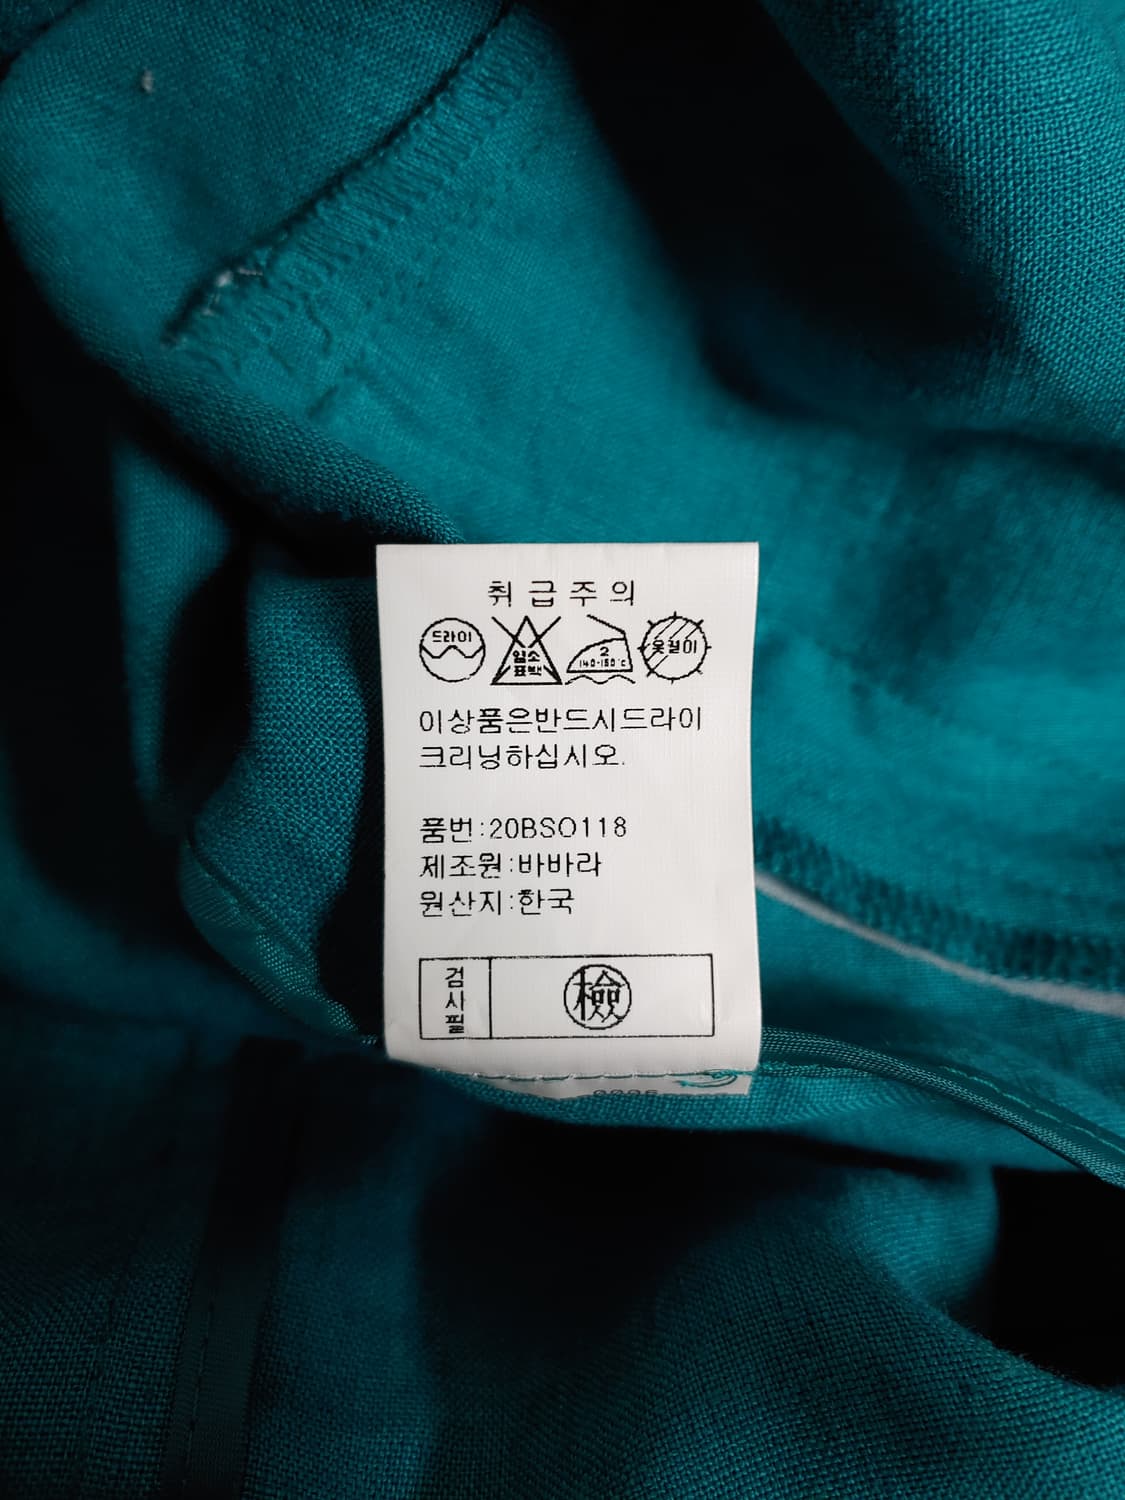 취급주의
드라이
염소
표백
2
140-160˚c
옷걸이
이상품은반드시드라이
크리닝하십시오.
품번:20BSO118
제조원:바바라
원산지:한국
검사필
檢